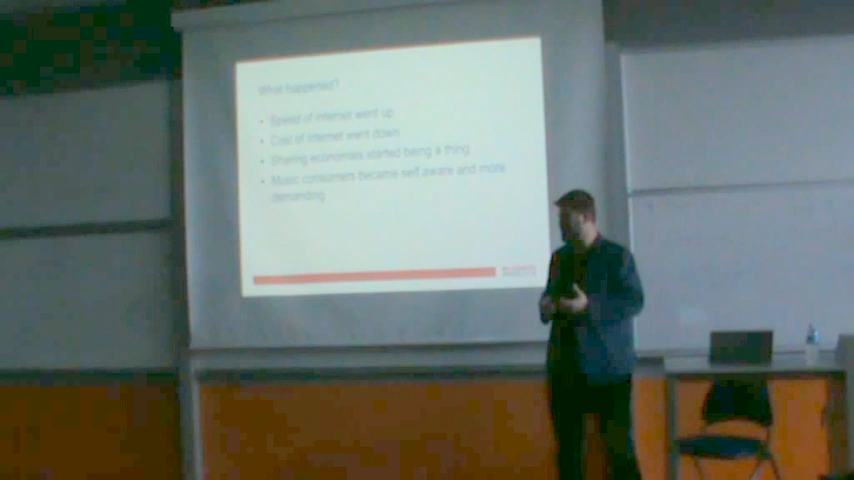 What happened?
• Speed of internet went up
• Cost of internet went down
• Sharing economies started being a thing
• Music consumers became self aware and more
demanding